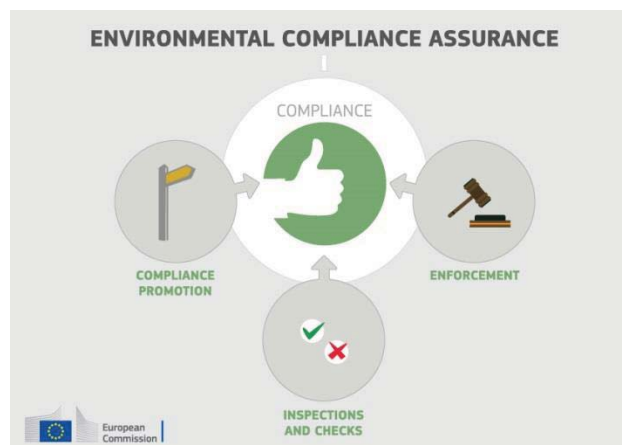 ENVIRONMENTAL COMPLIANCE ASSURANCE
COMPLIANCE
COMPLIANCE
PROMOTION
ENFORCEMENT
INSPECTIONS
AND CHECKS
European
Commission